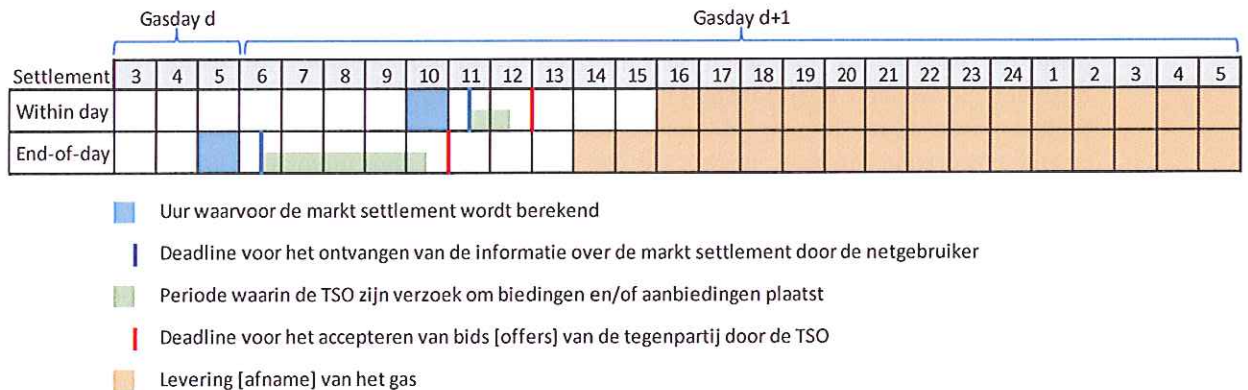 Gasday d Gasday d+1
Settlement 3 4 5 6 7 8 9 10 11 12 13 14 15 16 17 18 19 20 21 22 23 24 1 2 3 4 5
Within day
End-of-day
Uur waarvoor de markt settlement wordt berekend
Deadline voor het ontvangen van de informatie over de markt settlement door de netgebruiker
Periode waarin de TSO zijn verzoek om biedingen en/of aanbiedingen plaatst
Deadline voor het accepteren van bids [offers] van de tegenpartij door de TSO
Levering [afname] van het gas